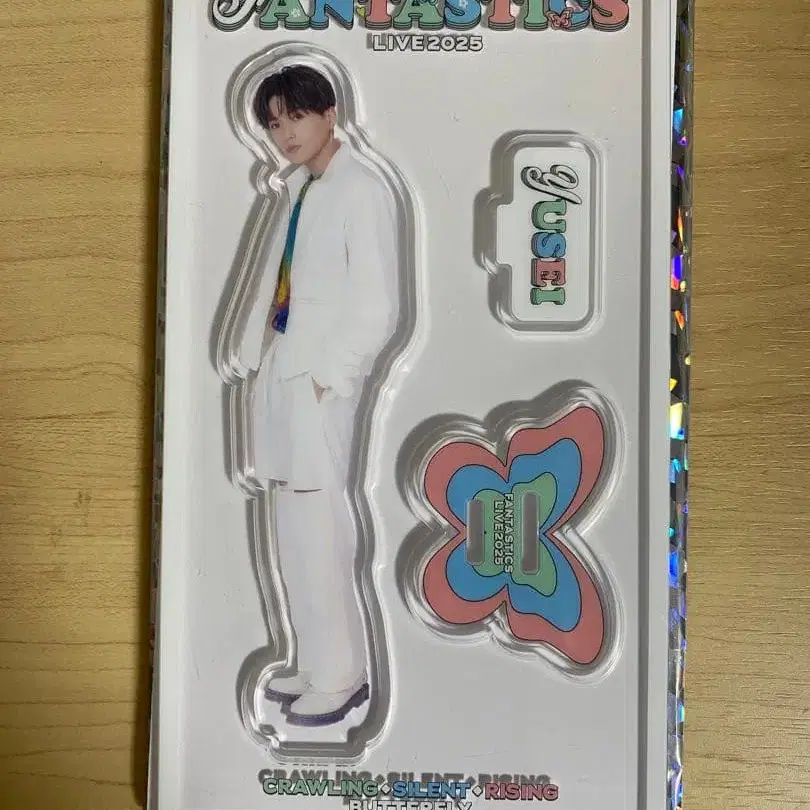 FANTASTICS
LIVE2025
YUSEI
FANTASTICS
LIVE2025
CRAWLING◆SILENT◆RISING
BUTTERFLY